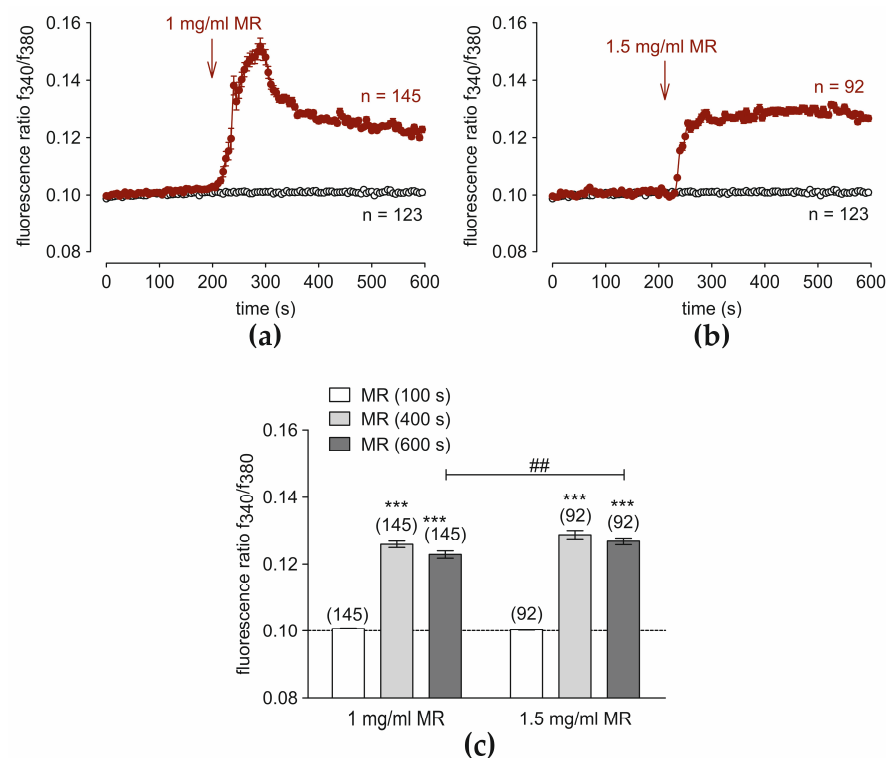 0.16
0.14
0.12
0.10
0.08
fluorescence ratio f340/f380
1 mg/ml MR
n = 145
n = 123
0 100 200 300 400 500 600
time (s)
(a)
0.16
0.14
0.12
0.10
0.08
fluorescence ratio f340/f380
1.5 mg/ml MR
n = 92
n = 123
0 100 200 300 400 500 600
time (s)
(b)
MR (100 s)
MR (400 s)
MR (600 s)
0.16
0.14
0.12
0.10
0.08
fluorescence ratio f340/f380
##
*** *** *** ***
(145) (145) (92) (92)
(145) (92)
1 mg/ml MR 1.5 mg/ml MR
(c)